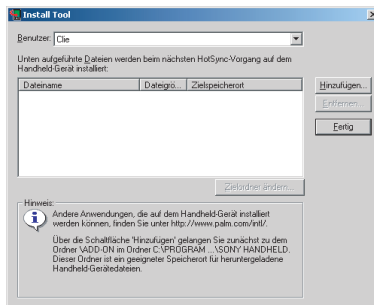 Install Tool
Benutzer: Clie
Unten aufgeführte Dateien werden beim nächsten HotSync-Vorgang auf dem
Handheld-Gerät installiert:
Dateiname Dateigrö... Zielspeicherort
Hinzufügen...
Entfernen...
Fertig
Zielordner ändern...
Hinweis:
Andere Anwendungen, die auf dem Handheld-Gerät installiert
werden können, finden Sie unter http://www.palm.com/intl/.
Über die Schaltfläche 'Hinzufügen' gelangen Sie zunächst zu dem
Ordner \ADD-ON im Ordner C:\PROGRAM ...\SONY HANDHELD.
Dieser Ordner ist ein geeigneter Speicherort für heruntergeladene
Handheld-Gerätedateien.